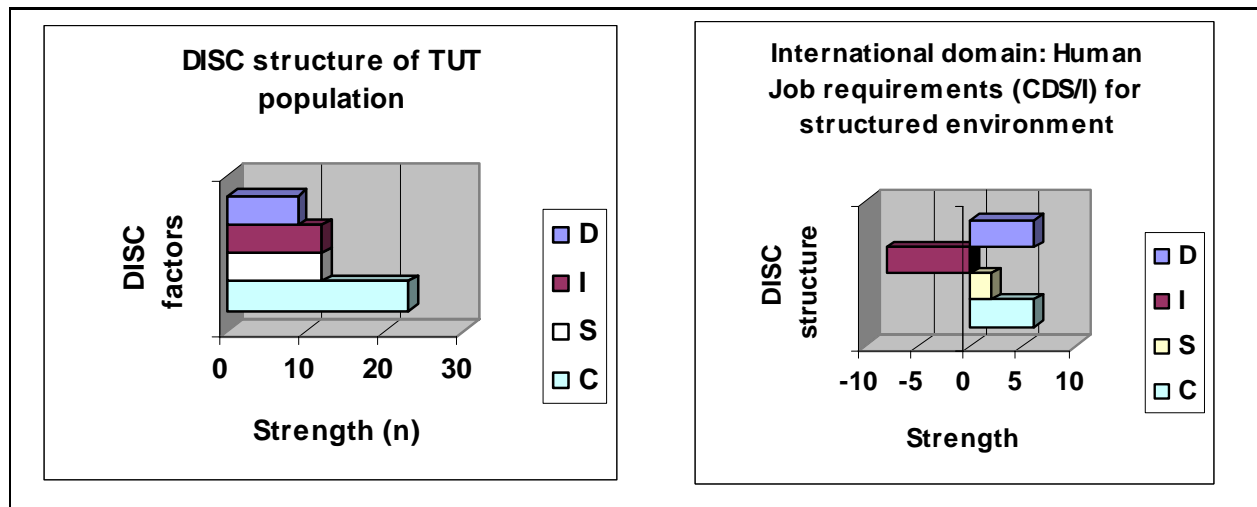 DISC structure of TUT
population
DISC
factors
D
I
S
C
0 10 20 30
Strength (n)
International domain: Human
Job requirements (CDS/I) for
structured environment
DISC
structure
D
I
S
C
-10 -5 0 5 10
Strength